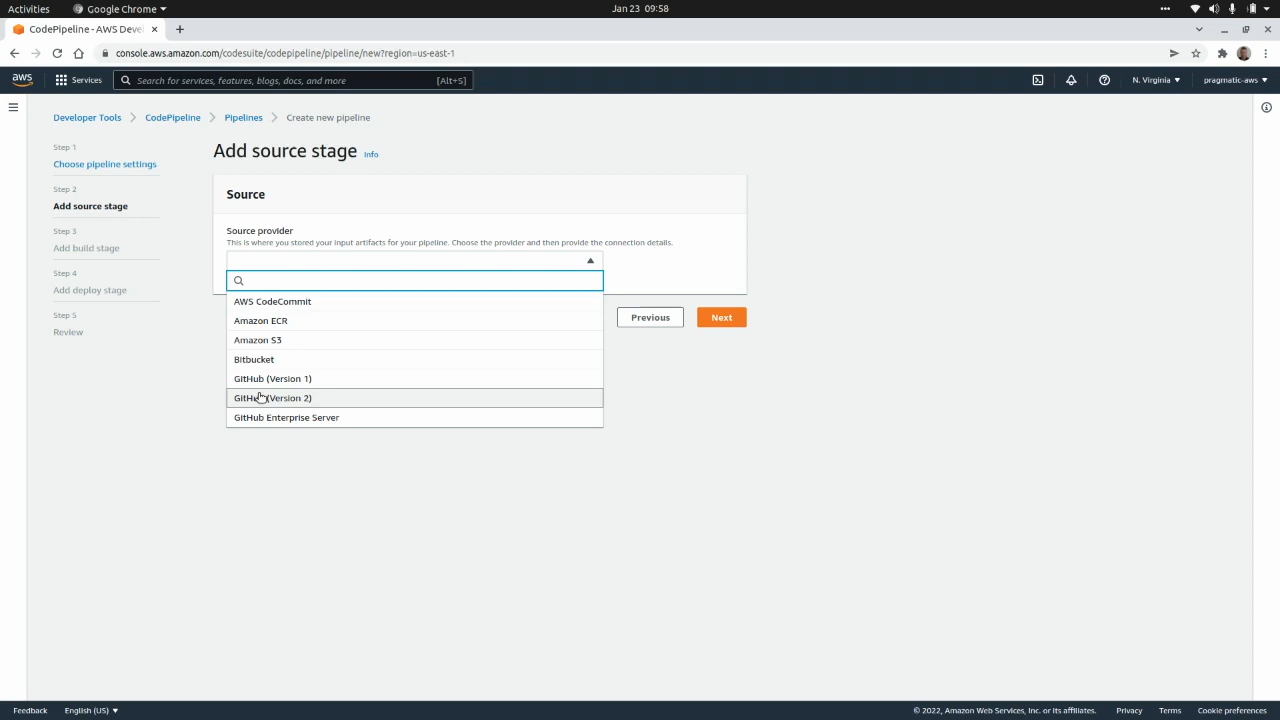 Activities
Google Chrome
Jan 23 09:58
CodePipeline - AWS Deve
console.aws.amazon.com/codesuite/codepipeline/pipeline/new?region=us-east-1
aws
Services
Search for services, features, blogs, docs, and more
[Alt+S]
N. Virginia
pragmatic-aws
Developer Tools
CodePipeline
Pipelines
Create new pipeline
Step 1
Choose pipeline settings
Step 2
Add source stage
Step 3
Add build stage
Step 4
Add deploy stage
Step 5
Review
Add source stage
Info
Source
Source provider
This is where you stored your input artifacts for your pipeline. Choose the provider and then provide the connection details.
AWS CodeCommit
Amazon ECR
Amazon S3
Bitbucket
GitHub (Version 1)
GitHub (Version 2)
GitHub Enterprise Server
Previous
Next
Feedback
English (US)
© 2022, Amazon Web Services, Inc. or its affiliates.
Privacy
Terms
Cookie preferences